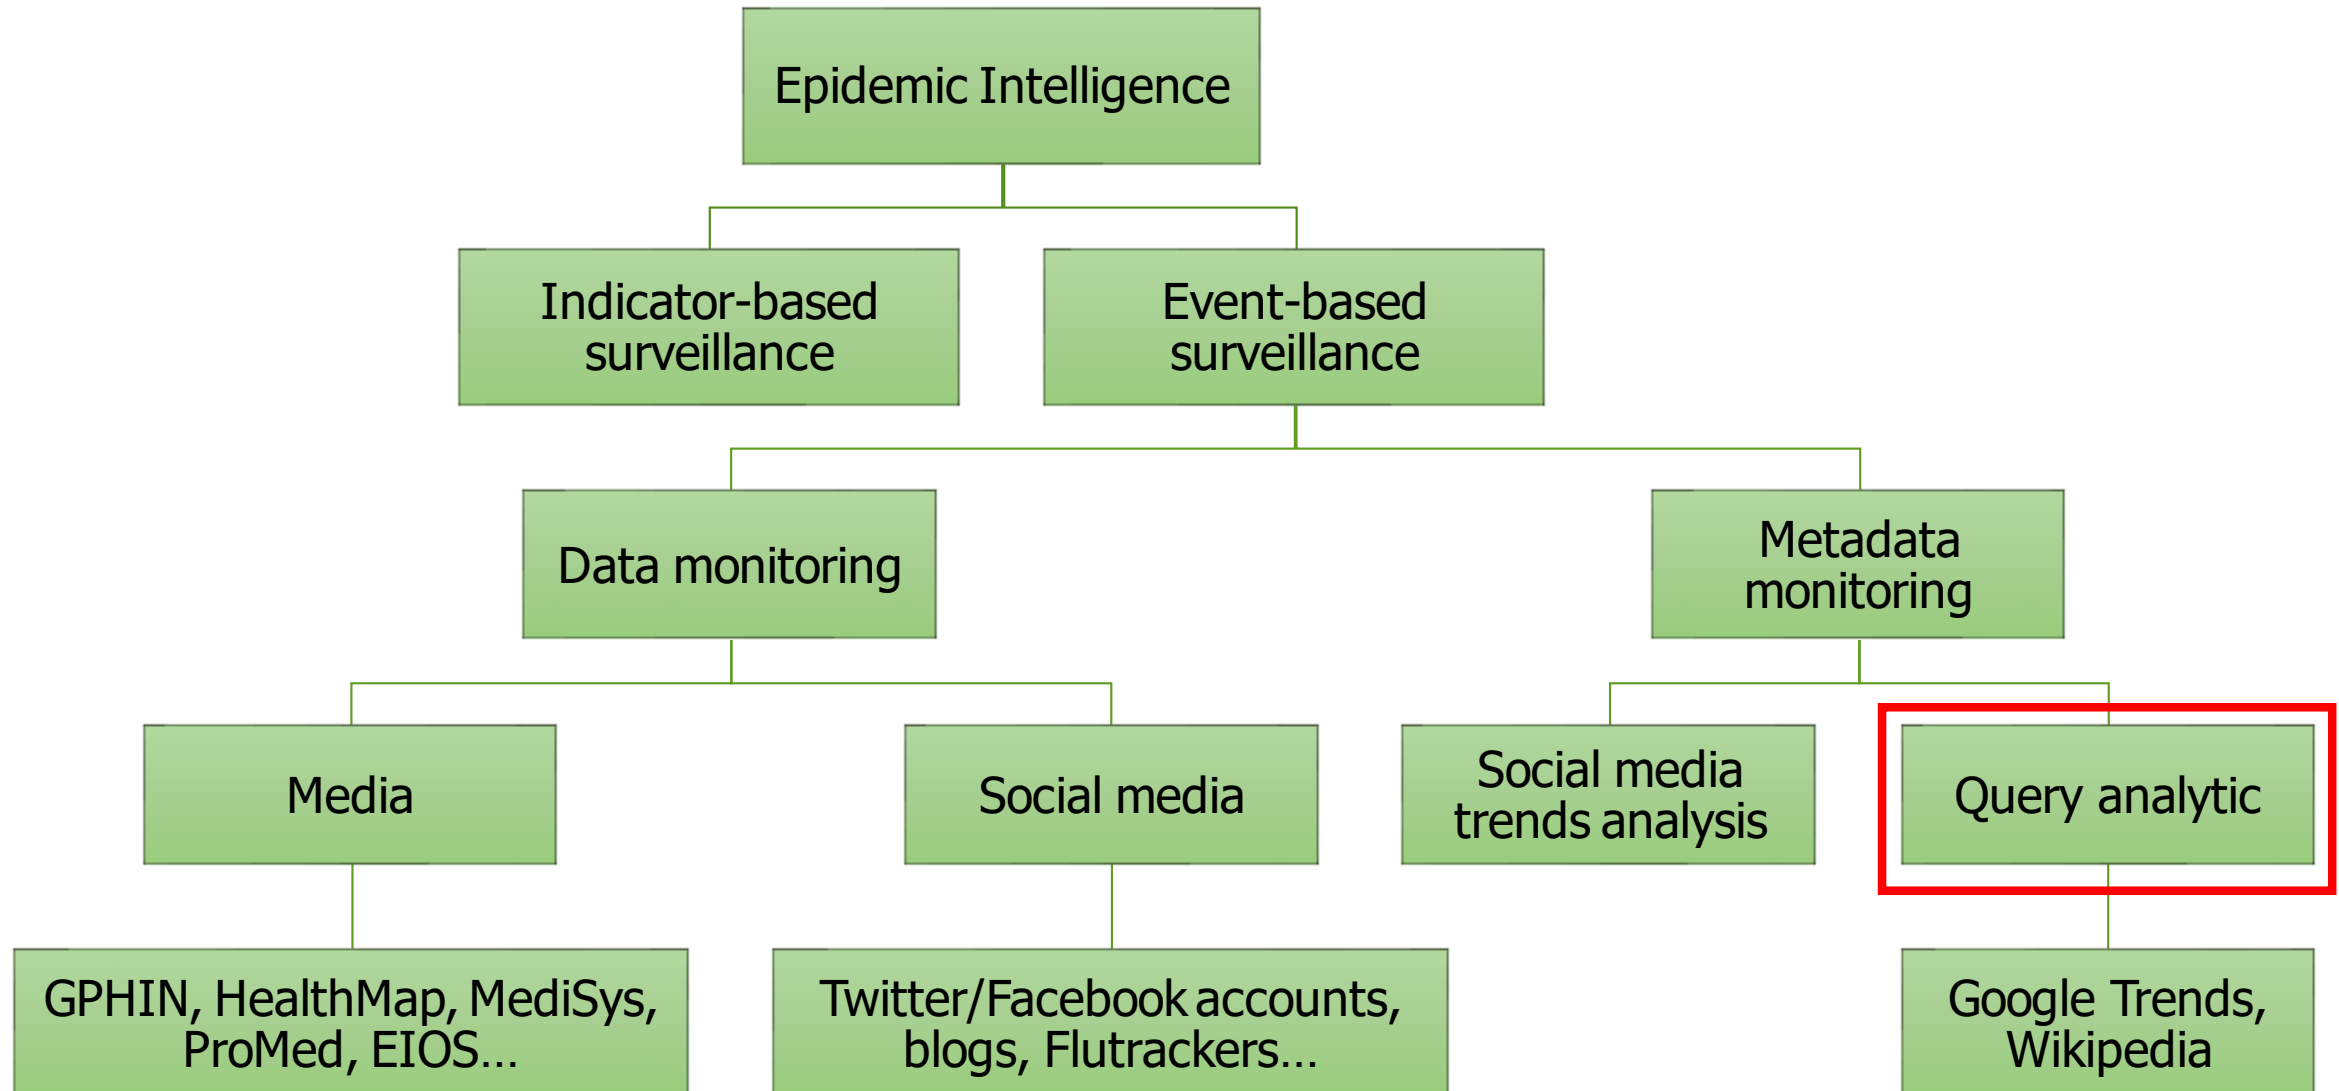 Epidemic Intelligence
Indicator-based
surveillance
Event-based
surveillance
Data monitoring
Metadata
monitoring
Media
Social media
Social media
trends analysis
Query analytic
GPHIN, HealthMap, MediSys,
ProMed, EIOS...
Twitter/Facebook accounts,
blogs, Flutrackers...
Google Trends,
Wikipedia